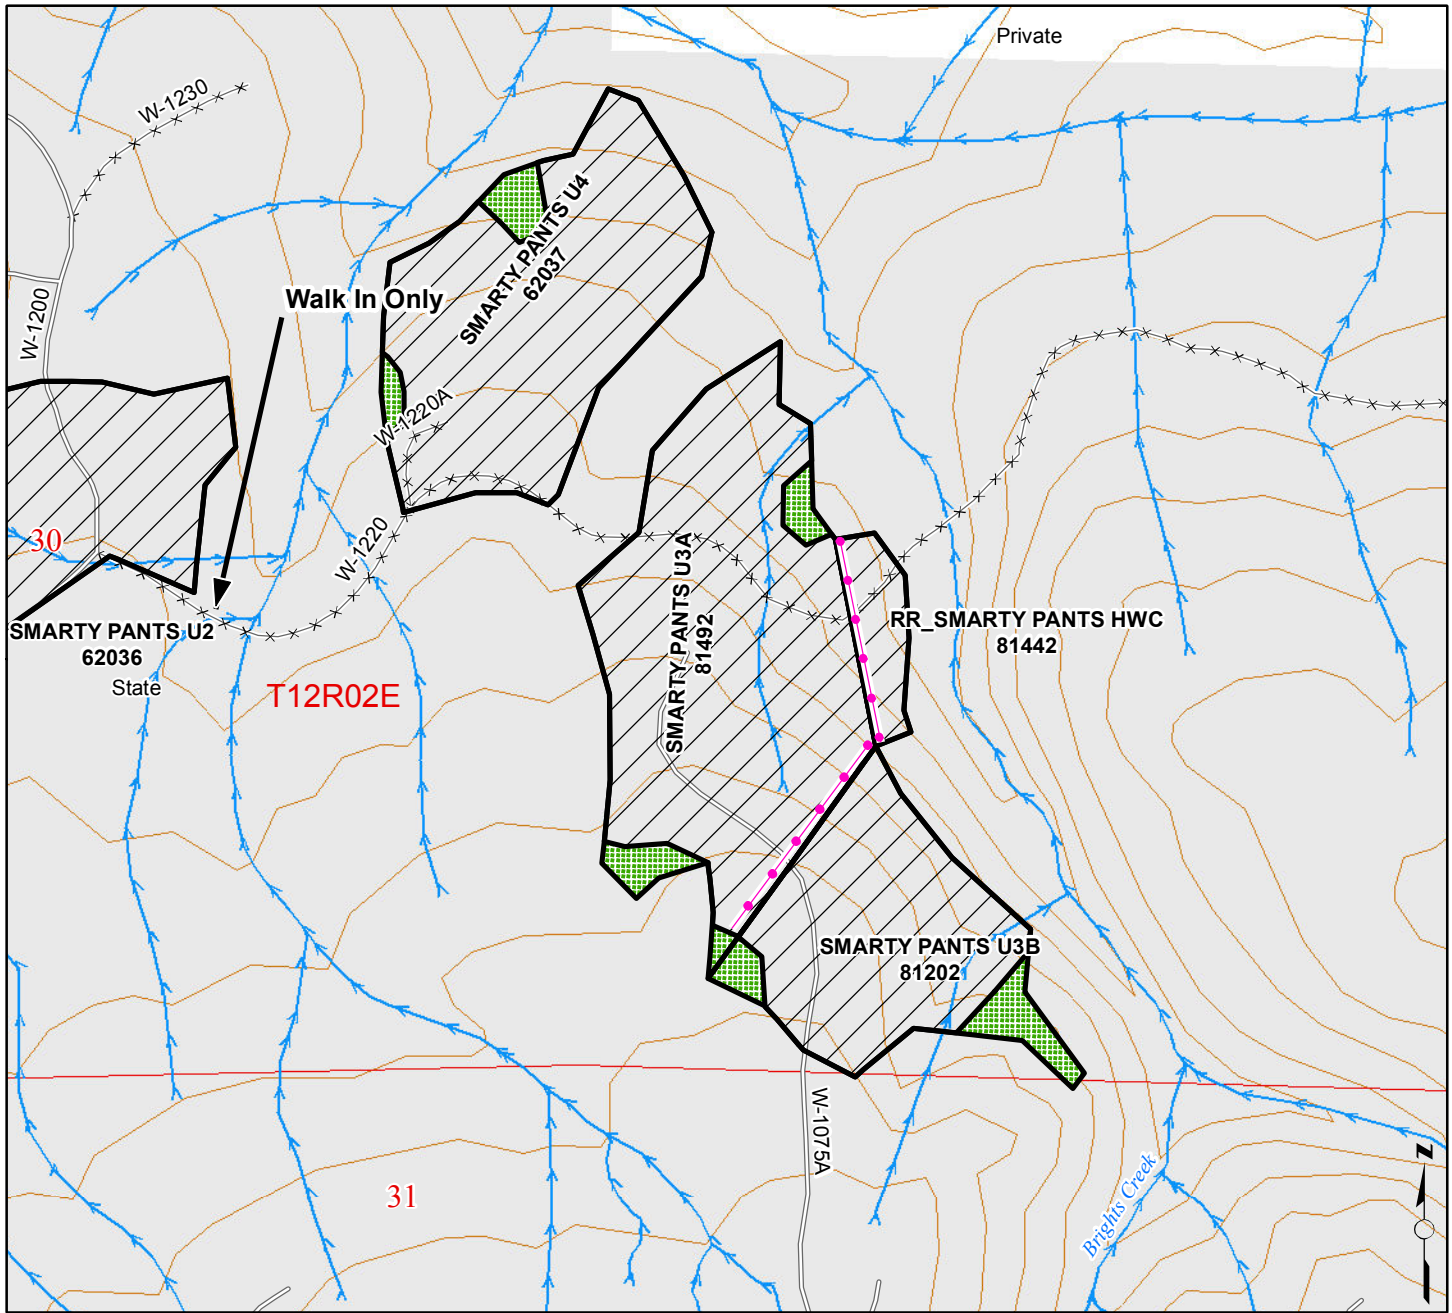 Private
W-1230
SMARTY PANTS U4
62037
Walk In Only
W-1200
W-1220A
30
W-1220
SMARTY PANTS U3A
81492
RR_SMARTY PANTS HWC
81442
SMARTY PANTS U2
62036
State
T12R02E
SMARTY PANTS U3B
81202
W-1075A
31
Brights Creek
N